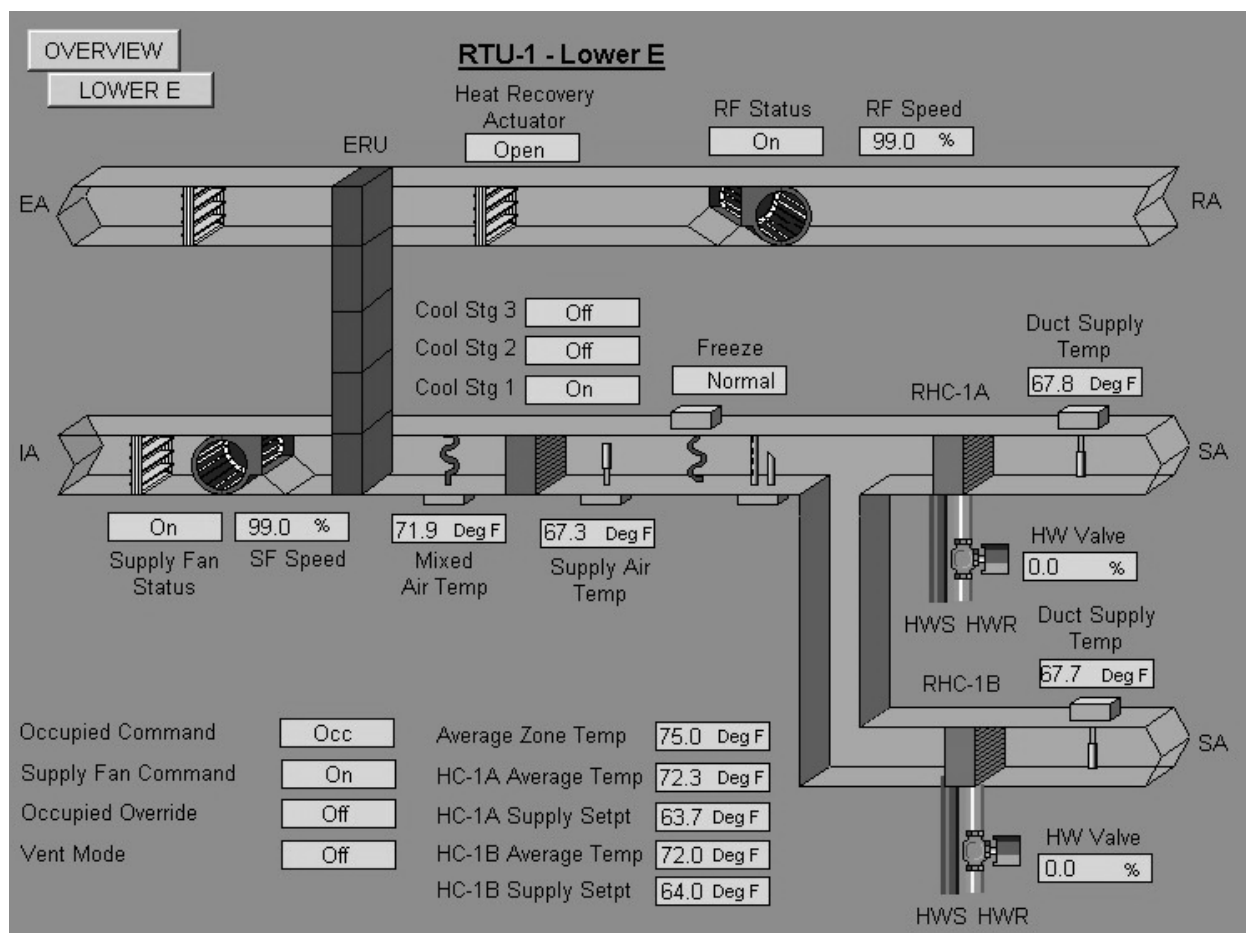 OVERVIEW
LOWER E
RTU-1 - Lower E
Heat Recovery
Actuator
Open
RF Status
On
RF Speed
99.0 %
ERU
EA
RA
Cool Stg 3 Off
Cool Stg 2 Off
Cool Stg 1 On
Freeze
Normal
Duct Supply
Temp
67.8 Deg F
RHC-1A
IA
SA
On
Supply Fan
Status
99.0 %
SF Speed
71.9 Deg F
Mixed
Air Temp
67.3 Deg F
Supply Air
Temp
HW Valve
0.0 %
HWS HWR
Duct Supply
Temp
67.7 Deg F
RHC-1B
SA
Occupied Command Occ
Supply Fan Command On
Occupied Override Off
Vent Mode Off
Average Zone Temp 75.0 Deg F
HC-1A Average Temp 72.3 Deg F
HC-1A Supply Setpt 63.7 Deg F
HC-1B Average Temp 72.0 Deg F
HC-1B Supply Setpt 64.0 Deg F
HW Valve
0.0 %
HWS HWR